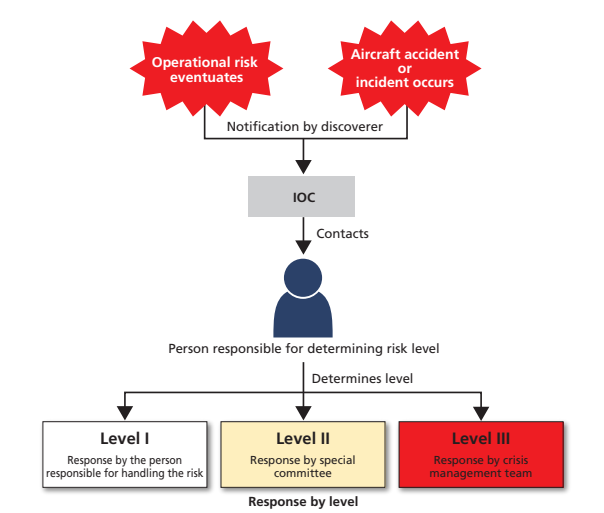 Operational risk
eventuates
Aircraft accident
or
incident occurs
Notification by discoverer
IOC
Contacts
Person responsible for determining risk level
Determines level
Level I
Response by the person
responsible for handling the risk
Level II
Response by special
committee
Level III
Response by crisis
management team
Response by level